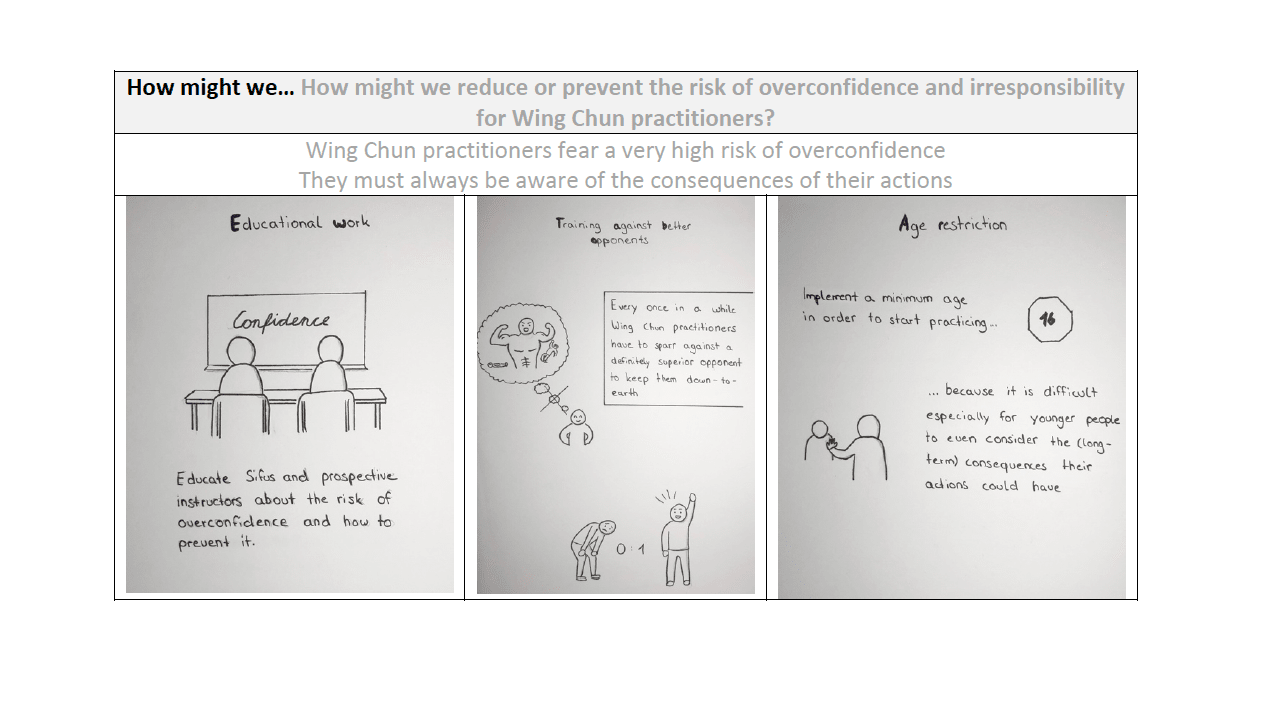 How might we... How might we reduce or prevent the risk of overconfidence and irresponsibility
for Wing Chun practitioners?
Wing Chun practitioners fear a very high risk of overconfidence
They must always be aware of the consequences of their actions
Educational work
Confidence
Educate Sifus and prospective
instructors about the risk of
overconfidence and how to
prevent it.
Training against better
opponents
Every once in a while
Wing Chun practitioners
have to sparr against a
definitely superior opponent
to keep them down-to-
earth
0:1
Age restriction
Implement a minimum age
in order to start practicing...
16
... because it is difficult
especially for younger people
to even consider the (long-
term) consequences their
actions could have